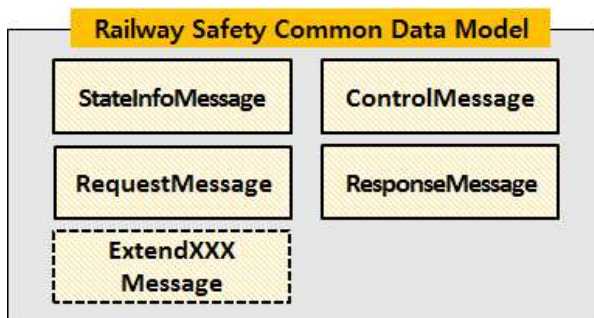 Railway Safety Common Data Model
StateInfoMessage
ControlMessage
RequestMessage
ResponseMessage
ExtendXXX
Message